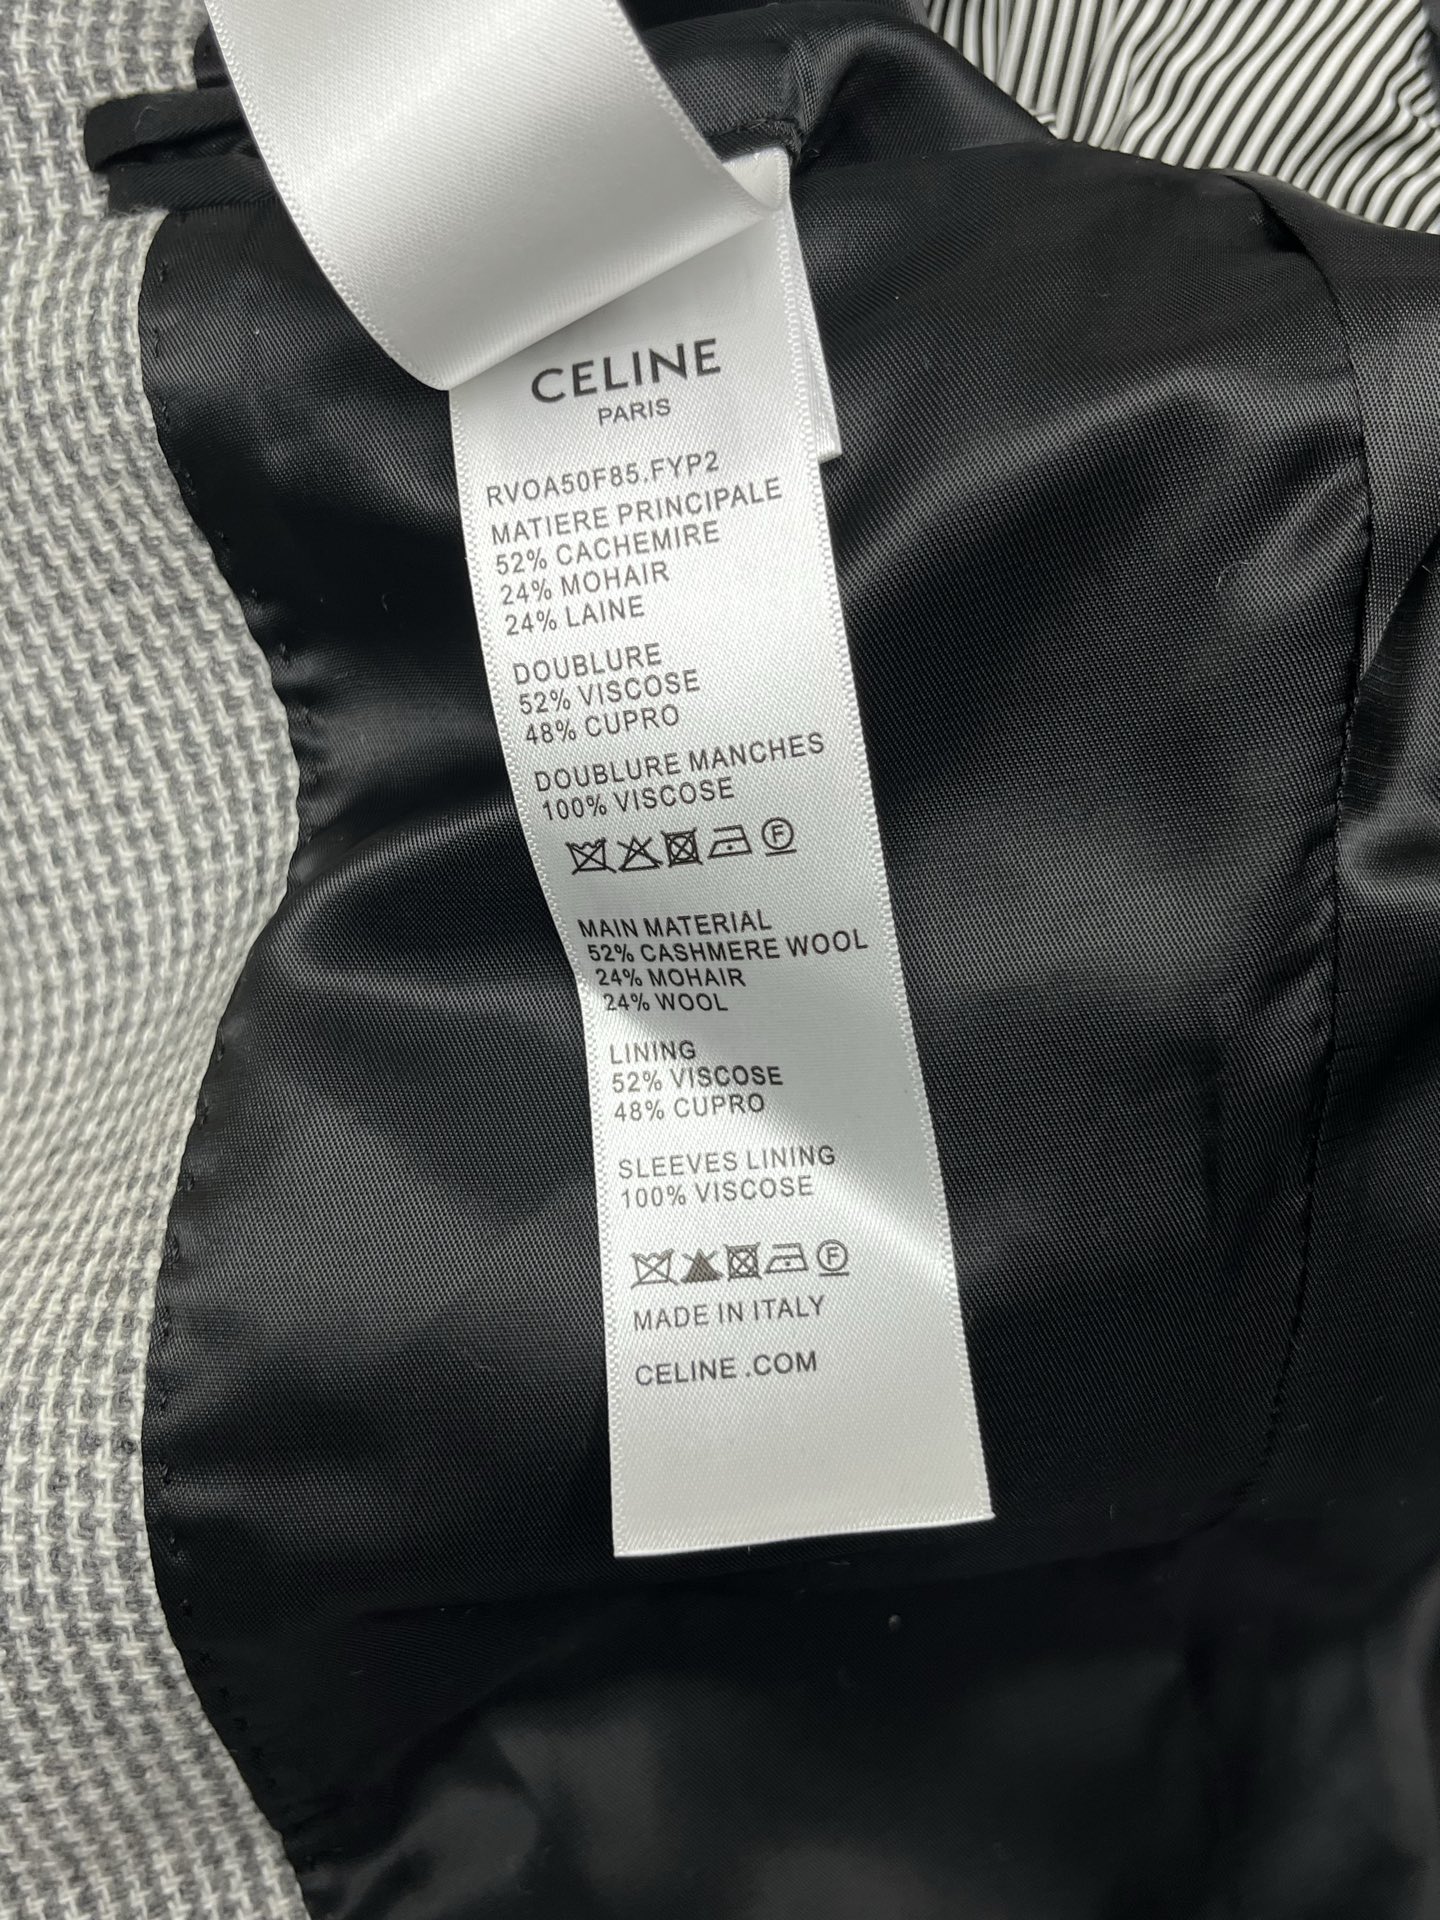 CELINE
PARIS
RVOA50F85.FYP2
MATIERE PRINCIPALE
52% CACHEMIRE
24% MOHAIR
24% LAINE
DOUBLURE
52% VISCOSE
48% CUPRO
DOUBLURE MANCHES
100% VISCOSE
F
MAIN MATERIAL
52% CASHMERE WOOL
24% MOHAIR
24% WOOL
LINING
52% VISCOSE
48% CUPRO
SLEEVES LINING
100% VISCOSE
F
MADE IN ITALY
CELINE .COM